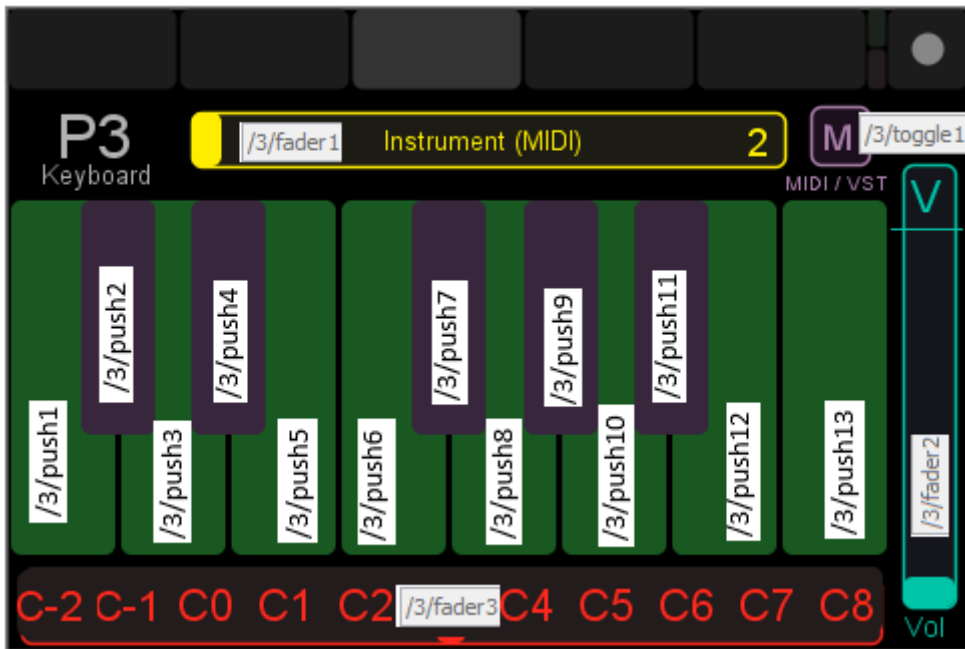 P3
Keyboard
/3/fader1 Instrument (MIDI) 2
M /3/toggle1
MIDI / VST
V
/3/push1
/3/push2
/3/push3
/3/push4
/3/push5
/3/push6
/3/push7
/3/push8
/3/push9
/3/push10
/3/push11
/3/push12
/3/push13
/3/fader2
C-2 C-1 C0 C1 C2 /3/fader3 C4 C5 C6 C7 C8
Vol